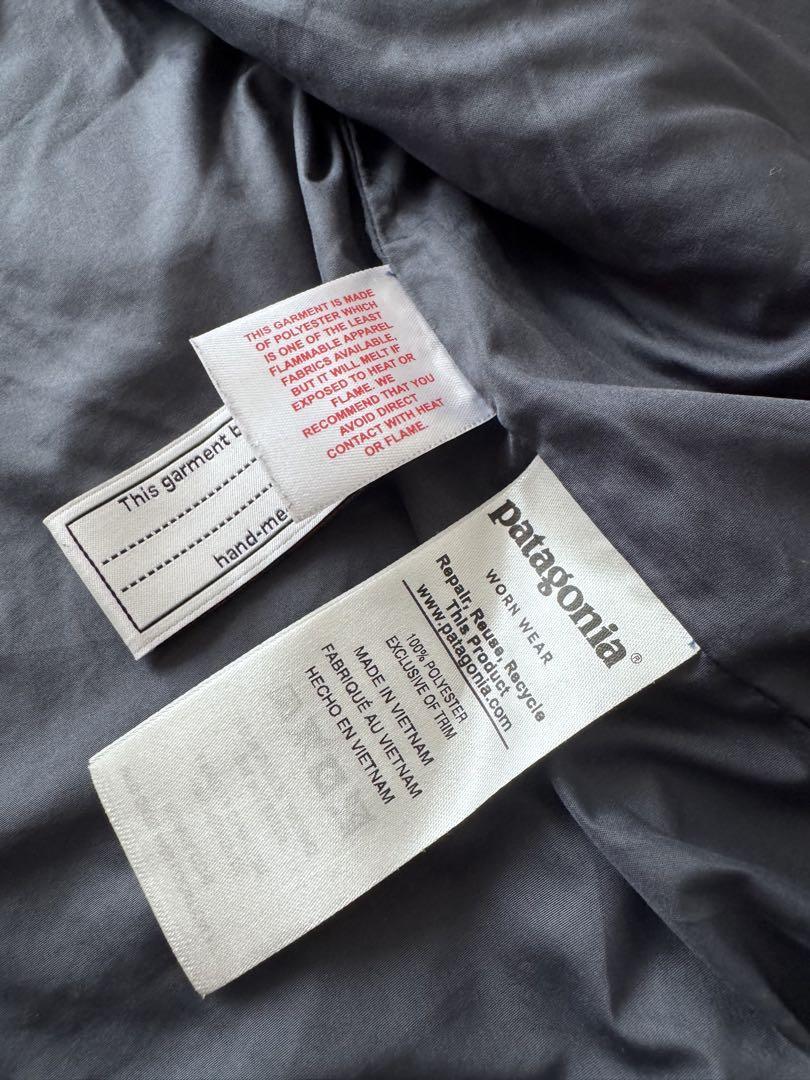 THIS GARMENT IS MADE
OF POLYESTER WHICH
IS ONE OF THE LEAST
FLAMMABLE APPAREL
FABRICS AVAILABLE,
BUT IT WILL MELT IF
EXPOSED TO HEAT OR
FLAME. WE
RECOMMEND THAT YOU
AVOID DIRECT
CONTACT WITH HEAT
OR FLAME.
This garment b
hand-me
patagonia®
WORN WEAR
Repair, Reuse, Recycle
This Product
www.patagonia.com
100% POLYESTER
EXCLUSIVE OF TRIM
MADE IN VIETNAM
FABRIQUÉ AU VIETNAM
HECHO EN VIETNAM